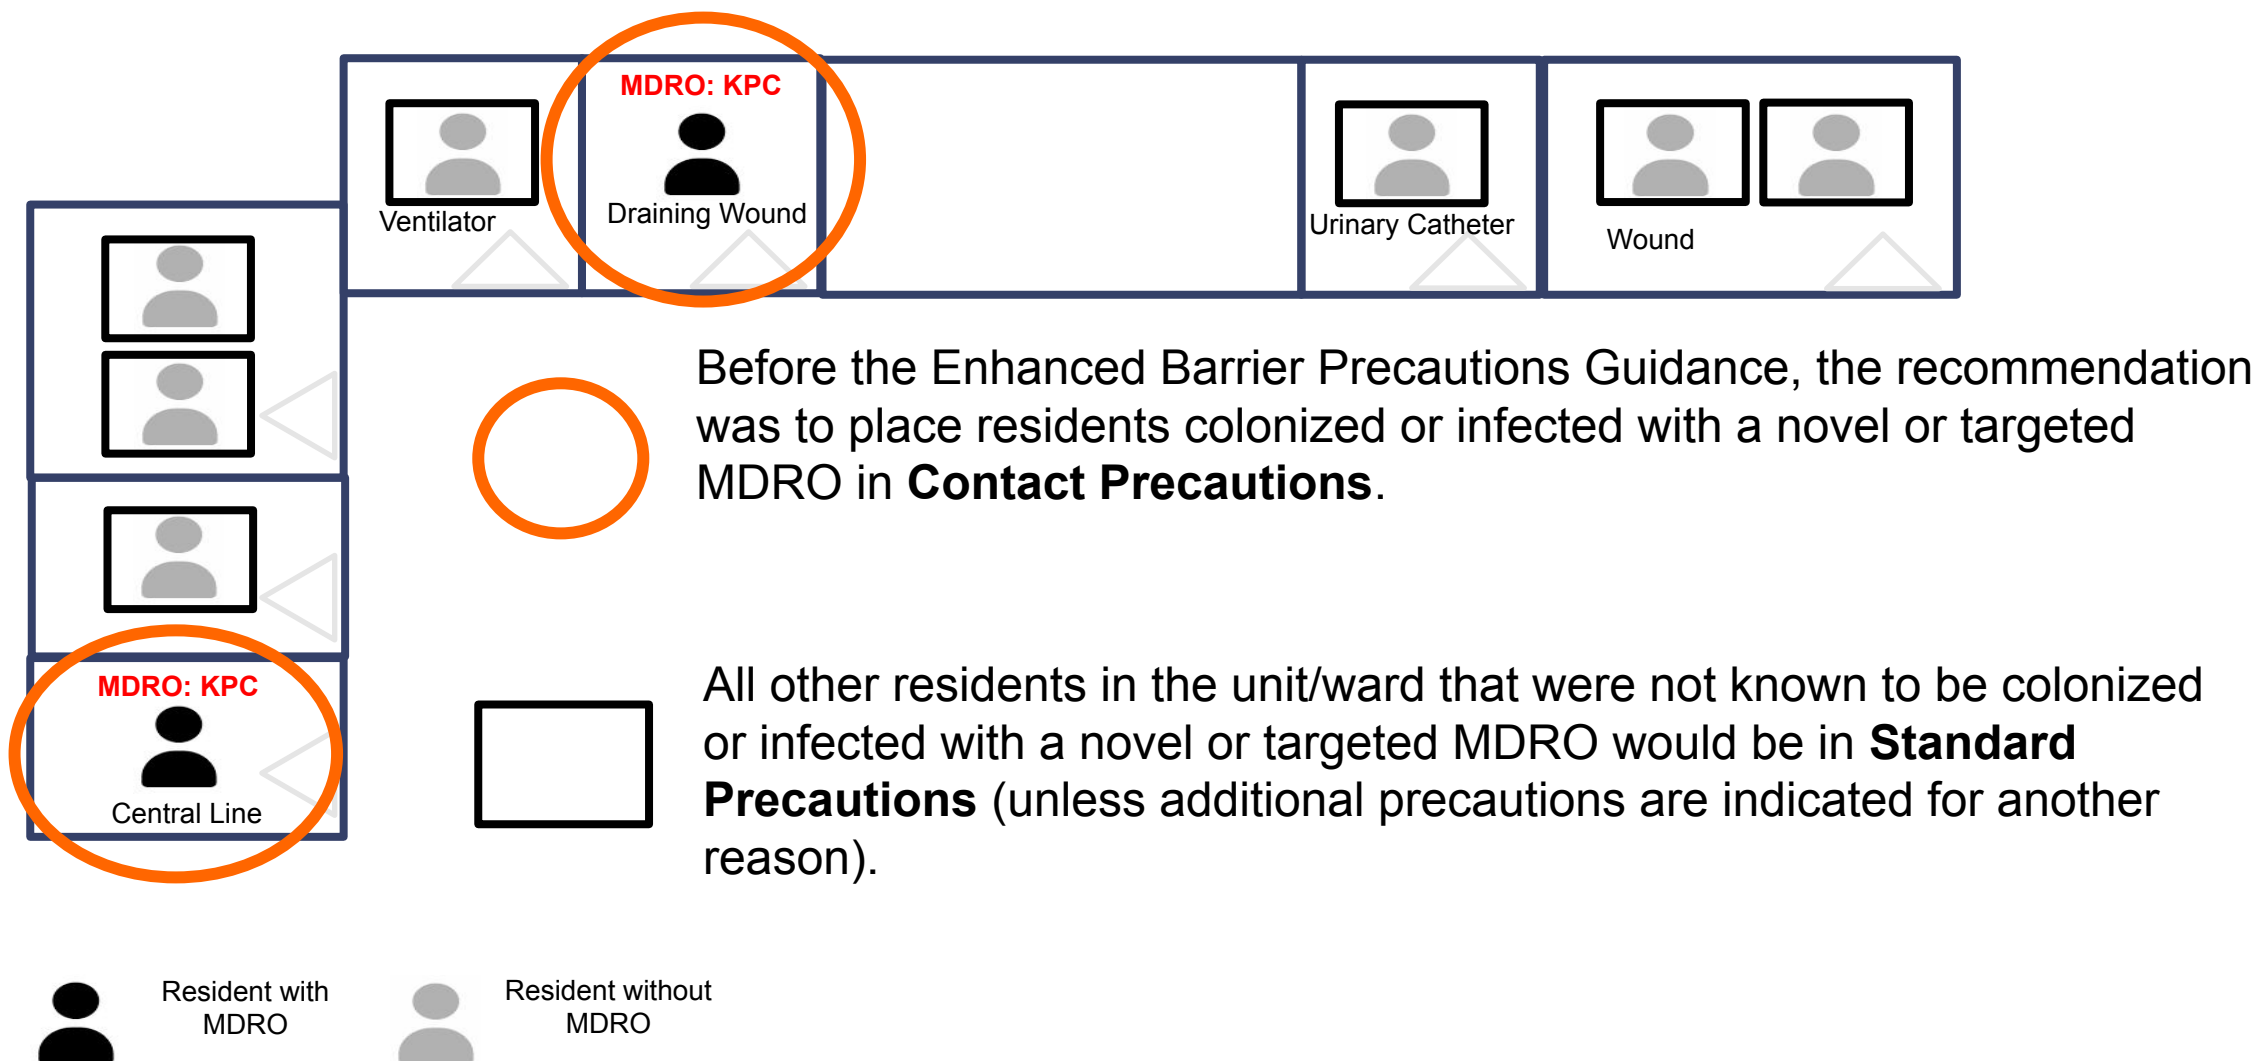 MDRO: KPC
Ventilator
Draining Wound
Urinary Catheter
Wound
Before the Enhanced Barrier Precautions Guidance, the recommendation
was to place residents colonized or infected with a novel or targeted
MDRO in Contact Precautions.
MDRO: KPC
Central Line
All other residents in the unit/ward that were not known to be colonized
or infected with a novel or targeted MDRO would be in Standard
Precautions (unless additional precautions are indicated for another
reason).
Resident with
MDRO
Resident without
MDRO